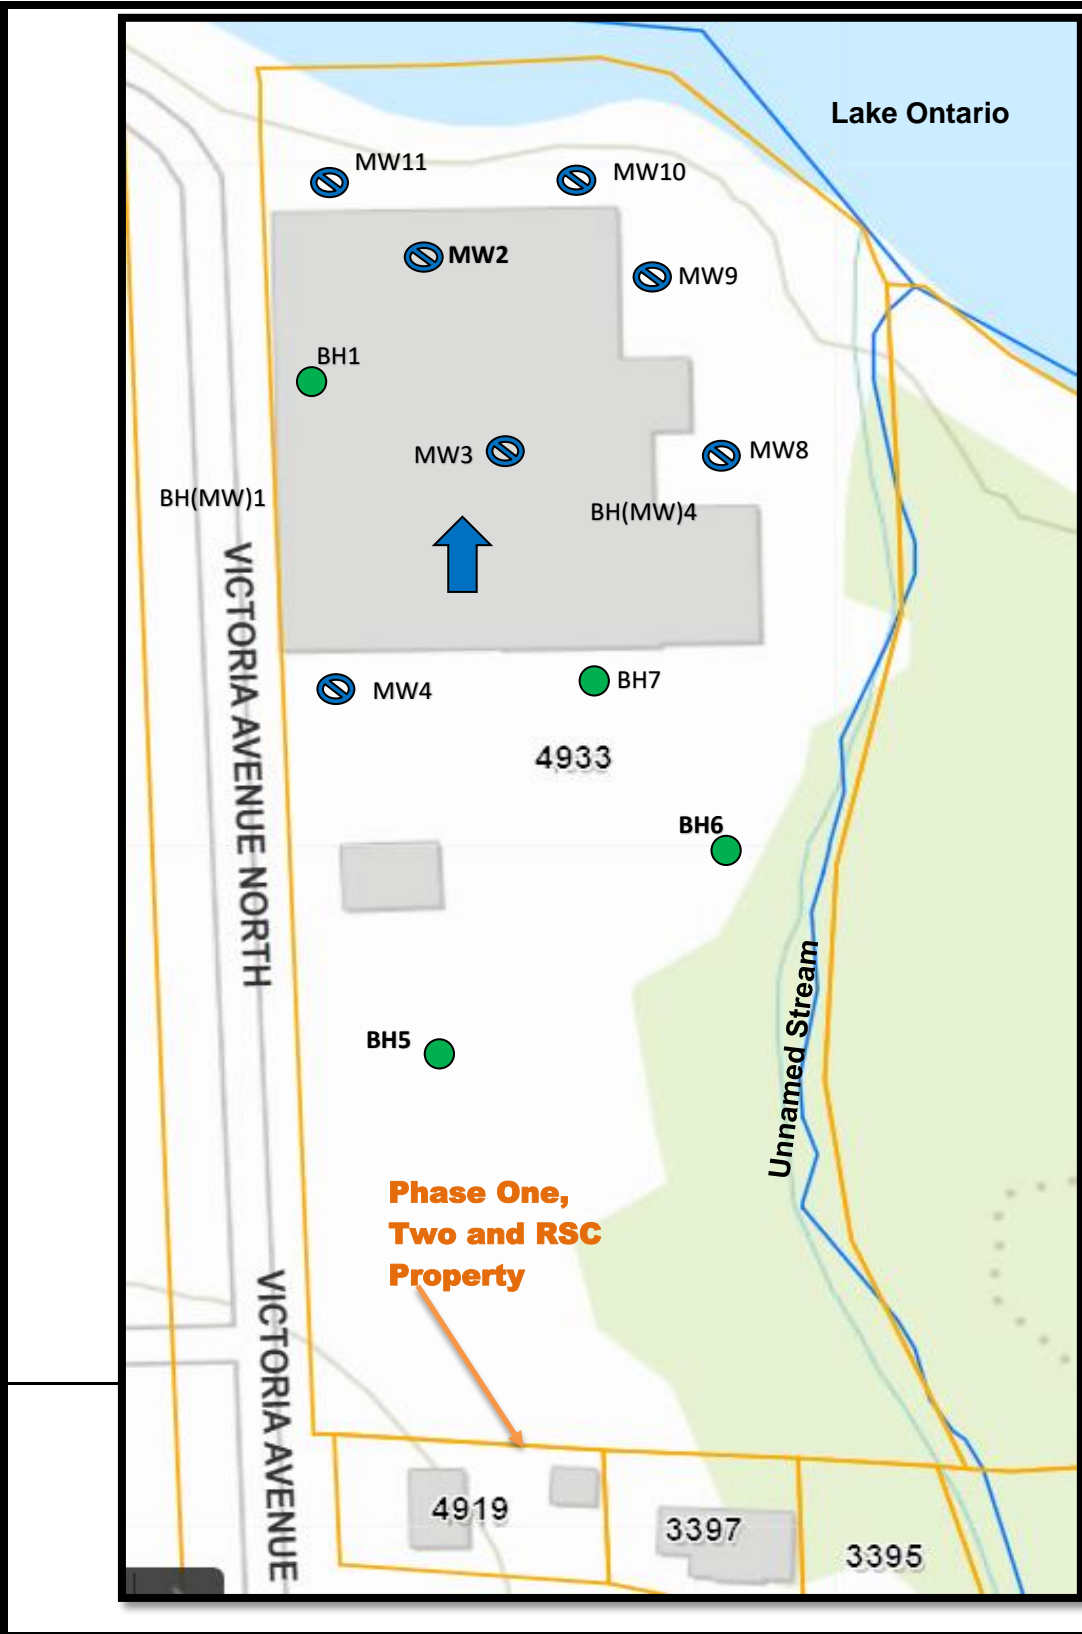 Lake Ontario
MW11
MW10
MW2
MW9
BH1
MW3
MW8
BH(MW)1
BH(MW)4
VICTORIA AVENUE NORTH
MW4
BH7
4933
BH6
Unnamed Stream
BH5
Phase One,
Two and RSC
Property
VICTORIA AVENUE
4919
3397
3395